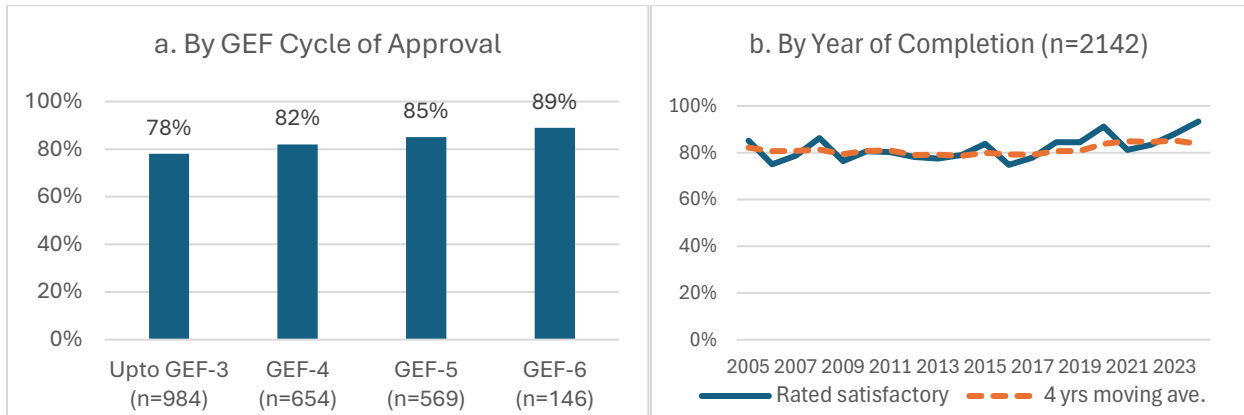 a. By GEF Cycle of Approval
100%
80%
60%
40%
20%
0%
78%
82%
85%
89%
Upto GEF-3
(n=984)
GEF-4
(n=654)
GEF-5
(n=569)
GEF-6
(n=146)
b. By Year of Completion (n=2142)
100%
80%
60%
40%
20%
0%
2005 2007 2009 2011 2013 2015 2017 2019 2021 2023
Rated satisfactory
4 yrs moving ave.